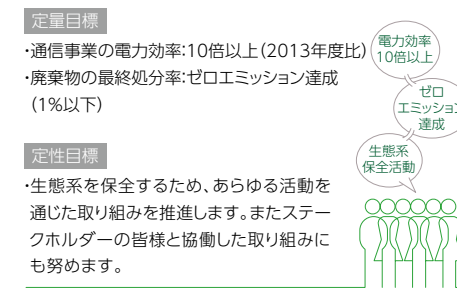 定量目標
・通信事業の電力効率:10倍以上（2013年度比）
・廃棄物の最終処分率:ゼロエミッション達成
（1%以下）
電力効率
10倍以上
ゼロ
エミッション
達成
定性目標
・生態系を保全するため、あらゆる活動を
通じた取り組みを推進します。またステー
クホルダーの皆様と協働した取り組みに
も努めます。
生態系
保全活動